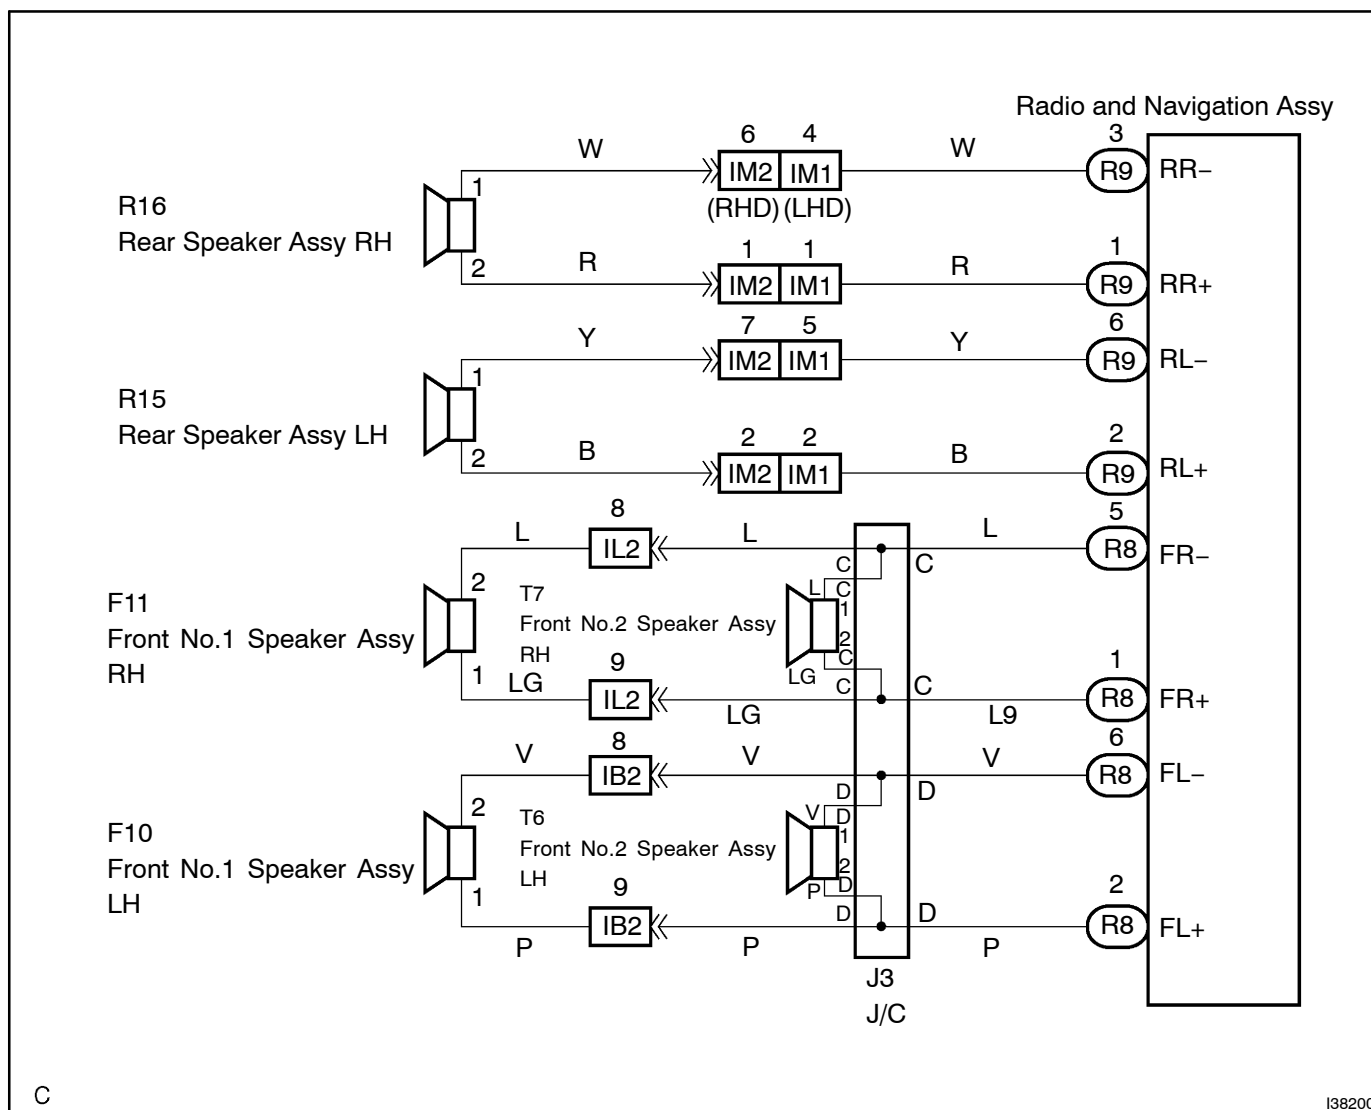 Radio and Navigation Assy
W 6 4 W 3
IM2 IM1 R9 RR−
(RHD) (LHD)
R16
Rear Speaker Assy RH
1
2
R 1 1 R 1
IM2 IM1 R9 RR+
Y 7 5 Y 6
IM2 IM1 R9 RL−
R15
Rear Speaker Assy LH
1
2
B 2 2 B 2
IM2 IM1 R9 RL+
L 8 L L 5
IL2 R8 FR−
C C
L C
F11
Front No.1 Speaker Assy
RH
2
1
T7
Front No.2 Speaker Assy
RH
1
2
C
LG
C C
LG 9 LG L9 1
IL2 R8 FR+
V 8 V V 6
IB2 R8 FL−
D D
V D
F10
Front No.1 Speaker Assy
LH
2
1
T6
Front No.2 Speaker Assy
LH
1
2
D
P
D D
P 9 P P 2
IB2 R8 FL+
J3
J/C
C
I38200